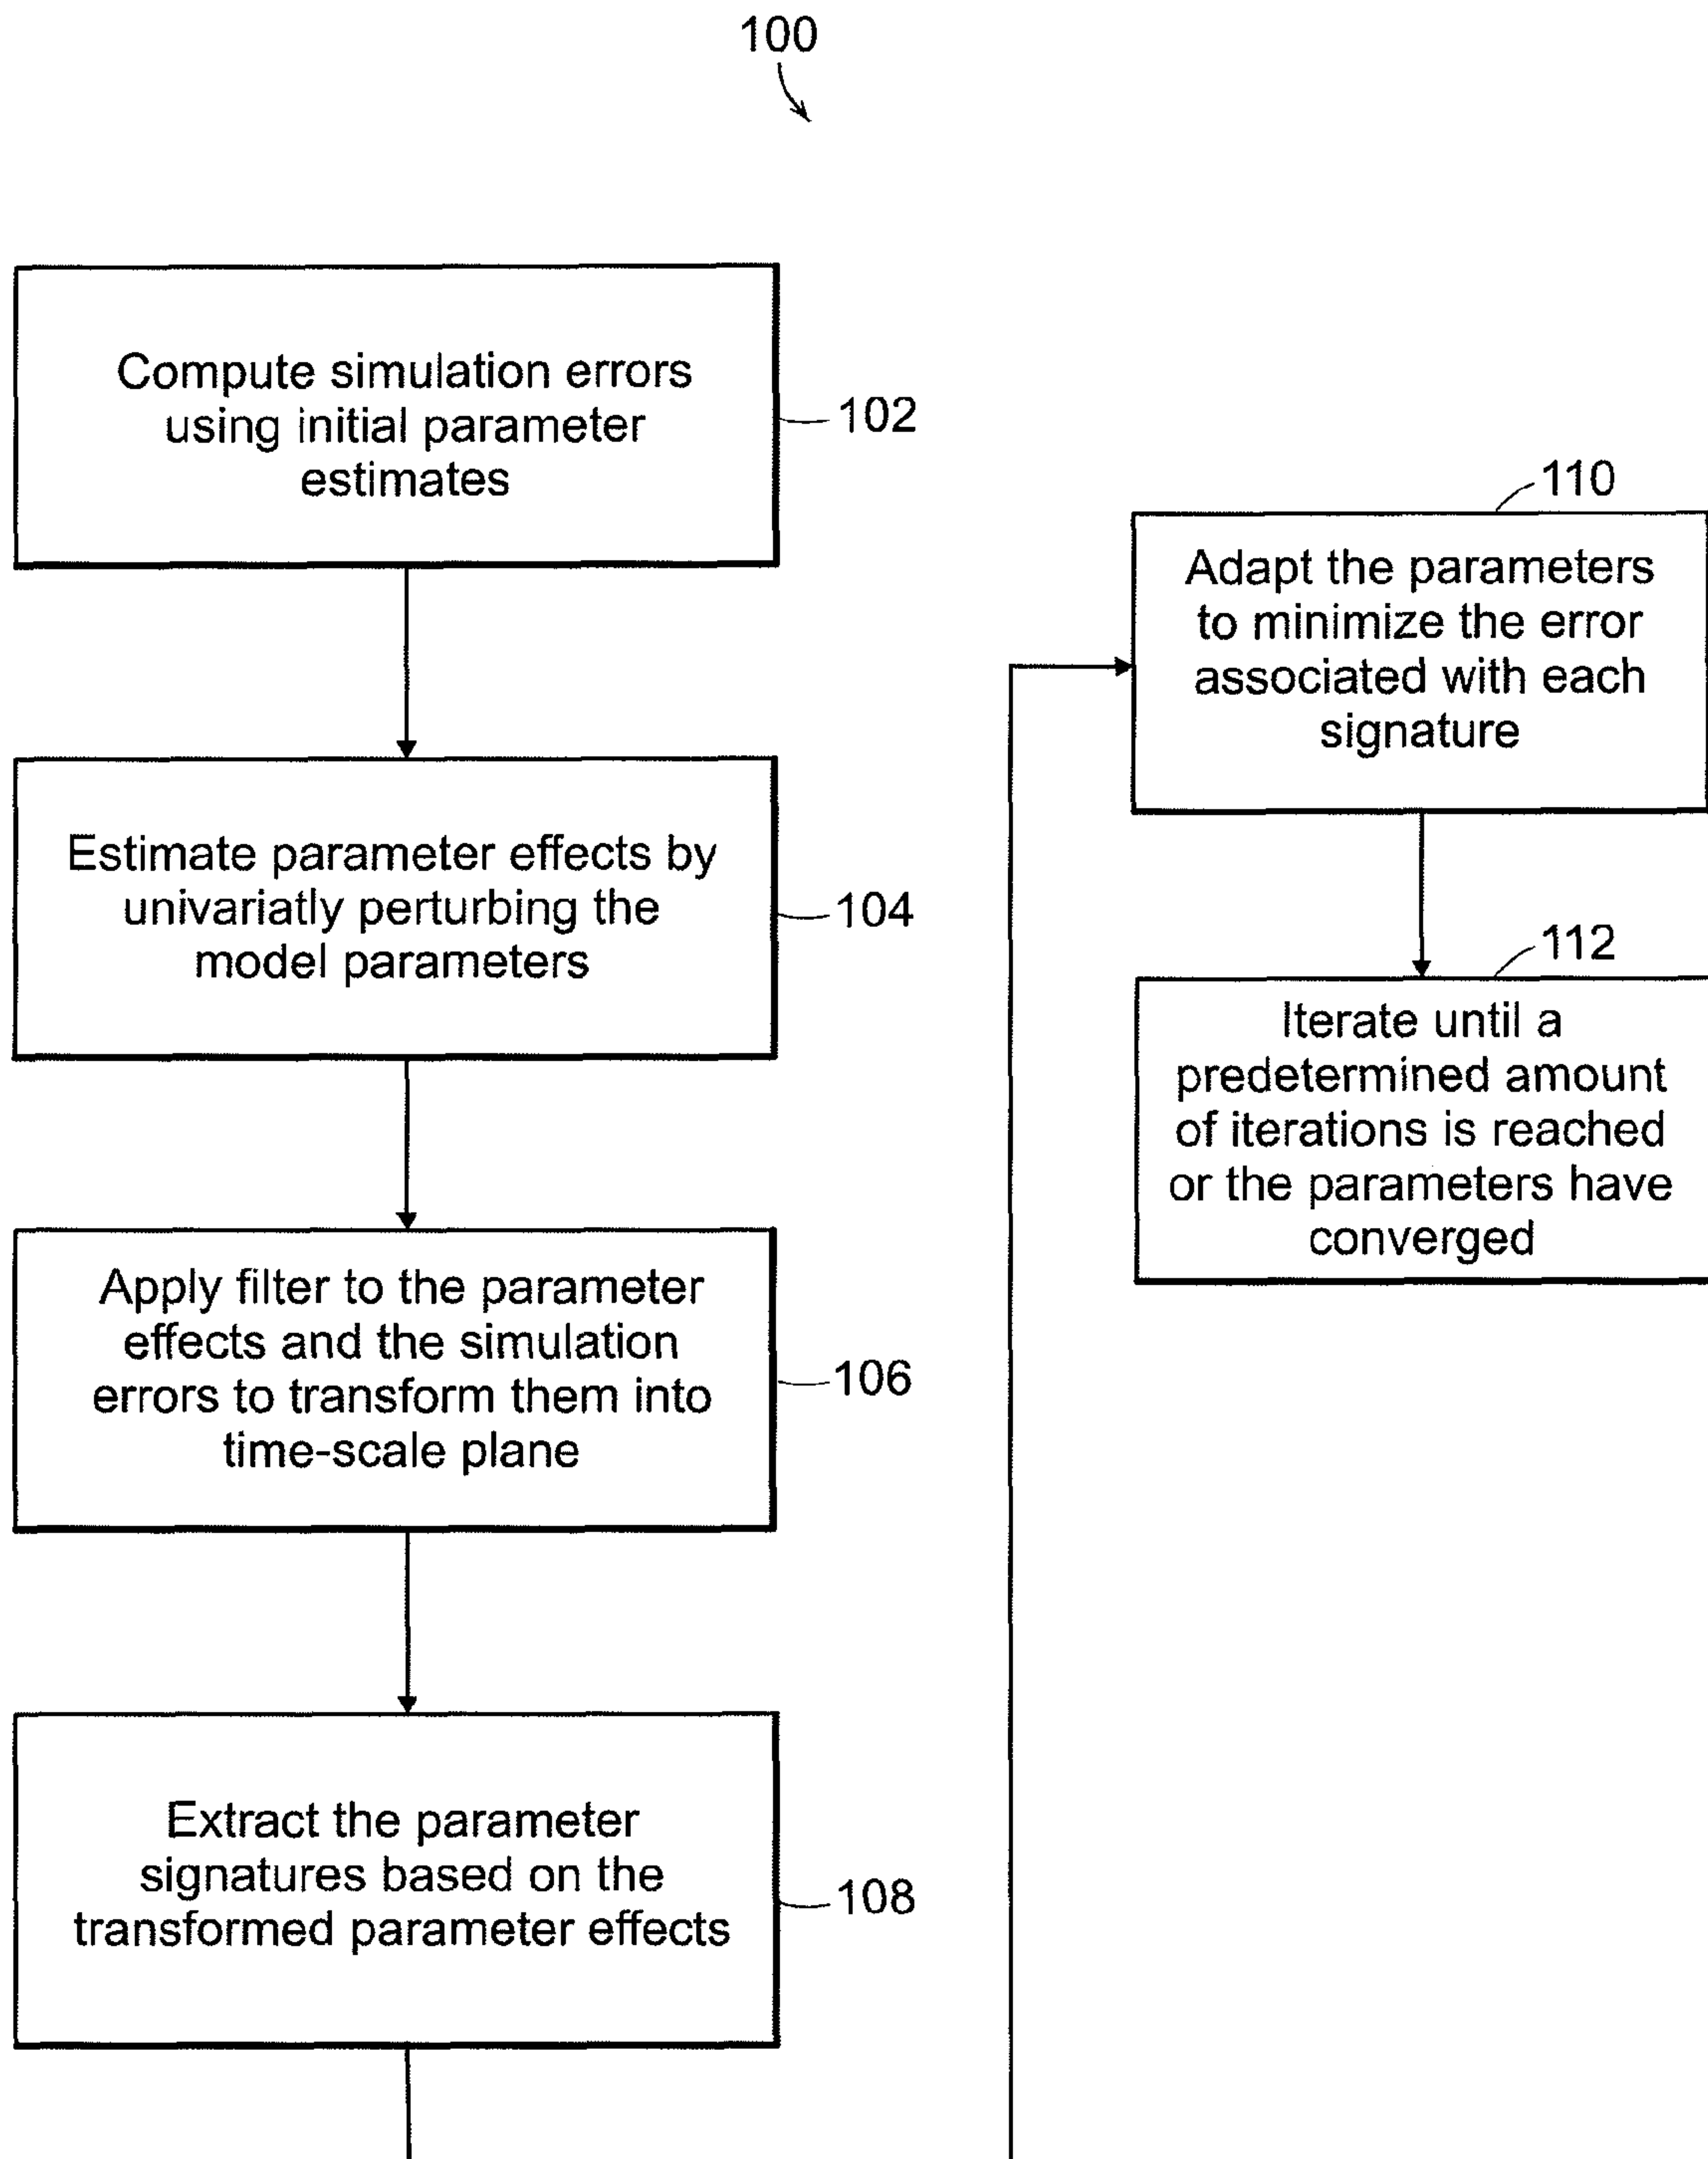 100
Compute simulation errors
using initial parameter
estimates
102
Estimate parameter effects by
univariatly perturbing the
model parameters
104
Apply filter to the parameter
effects and the simulation
errors to transform them into
time-scale plane
106
Extract the parameter
signatures based on the
transformed parameter effects
108
110
Adapt the parameters
to minimize the error
associated with each
signature
112
Iterate until a
predetermined amount
of iterations is reached
or the parameters have
converged